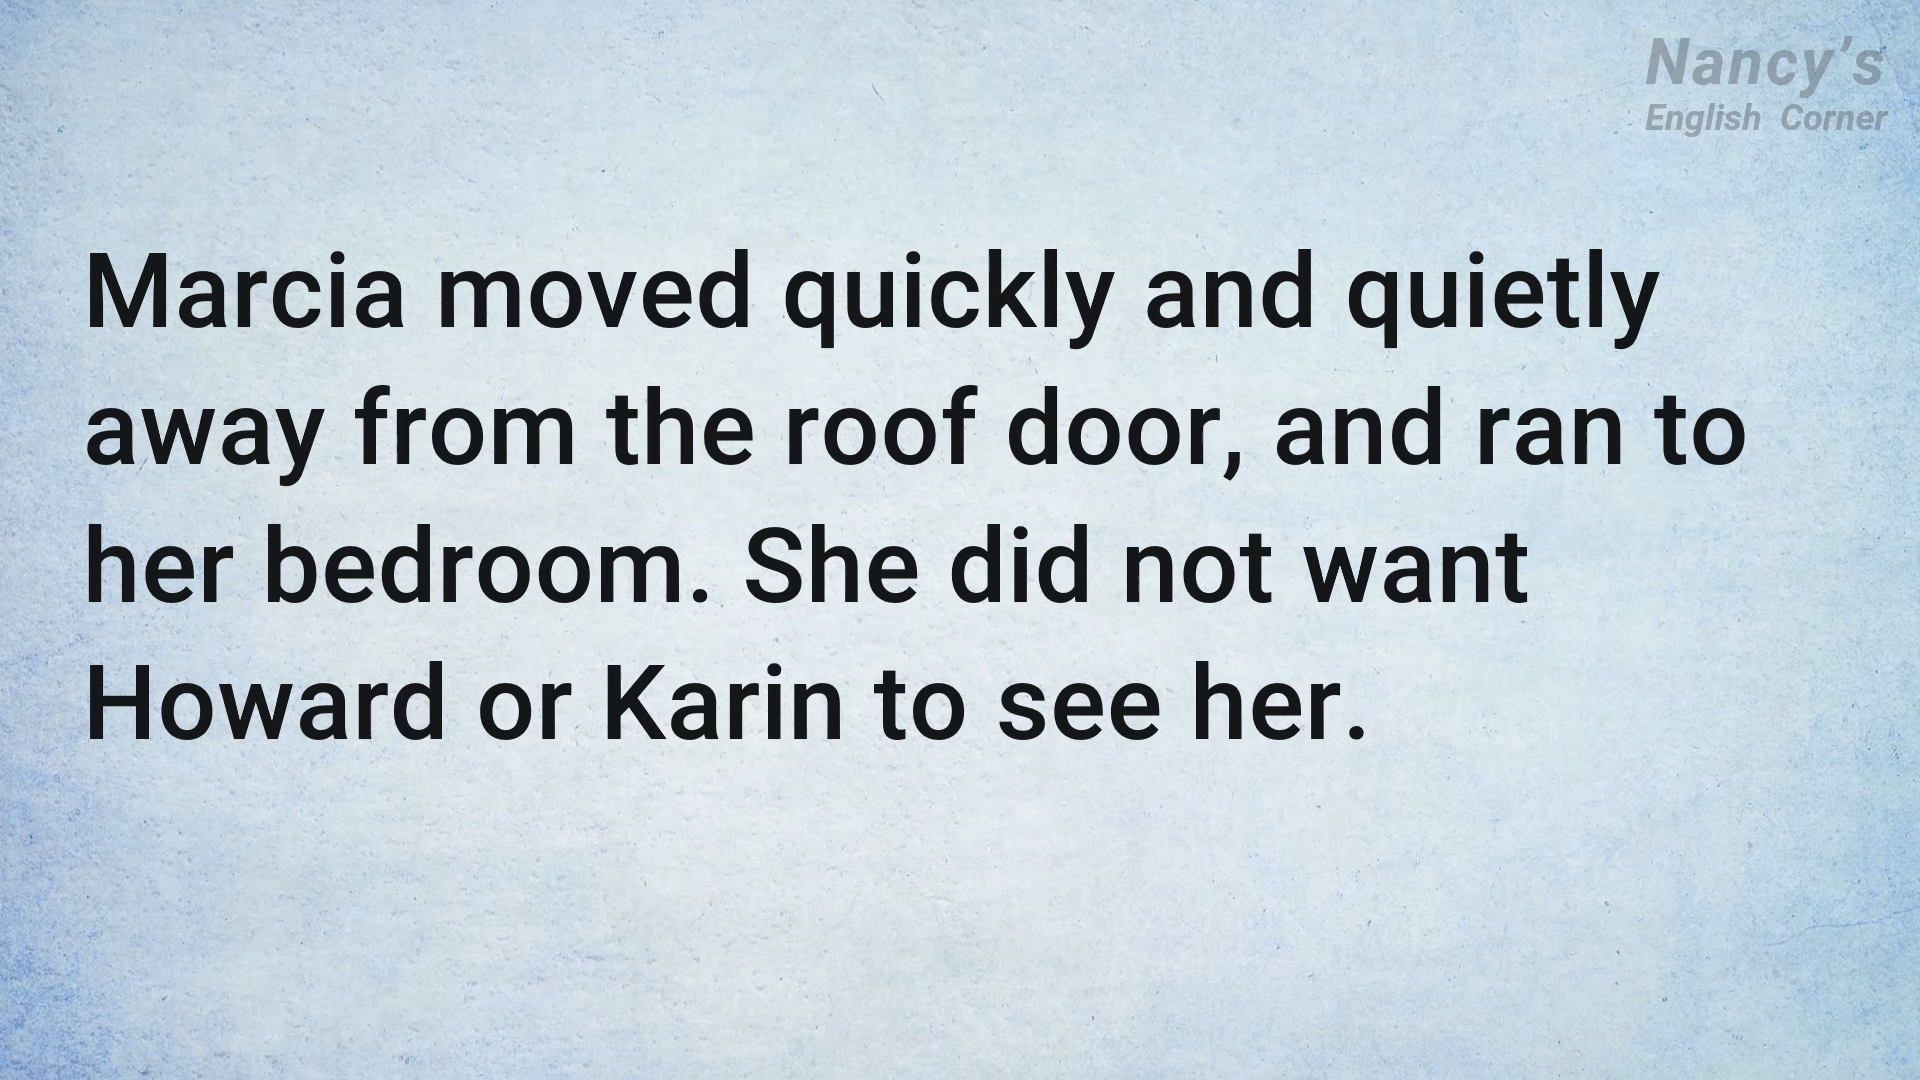 Nancy’s
English Corner
Marcia moved quickly and quietly
away from the roof door, and ran to
her bedroom. She did not want
Howard or Karin to see her.